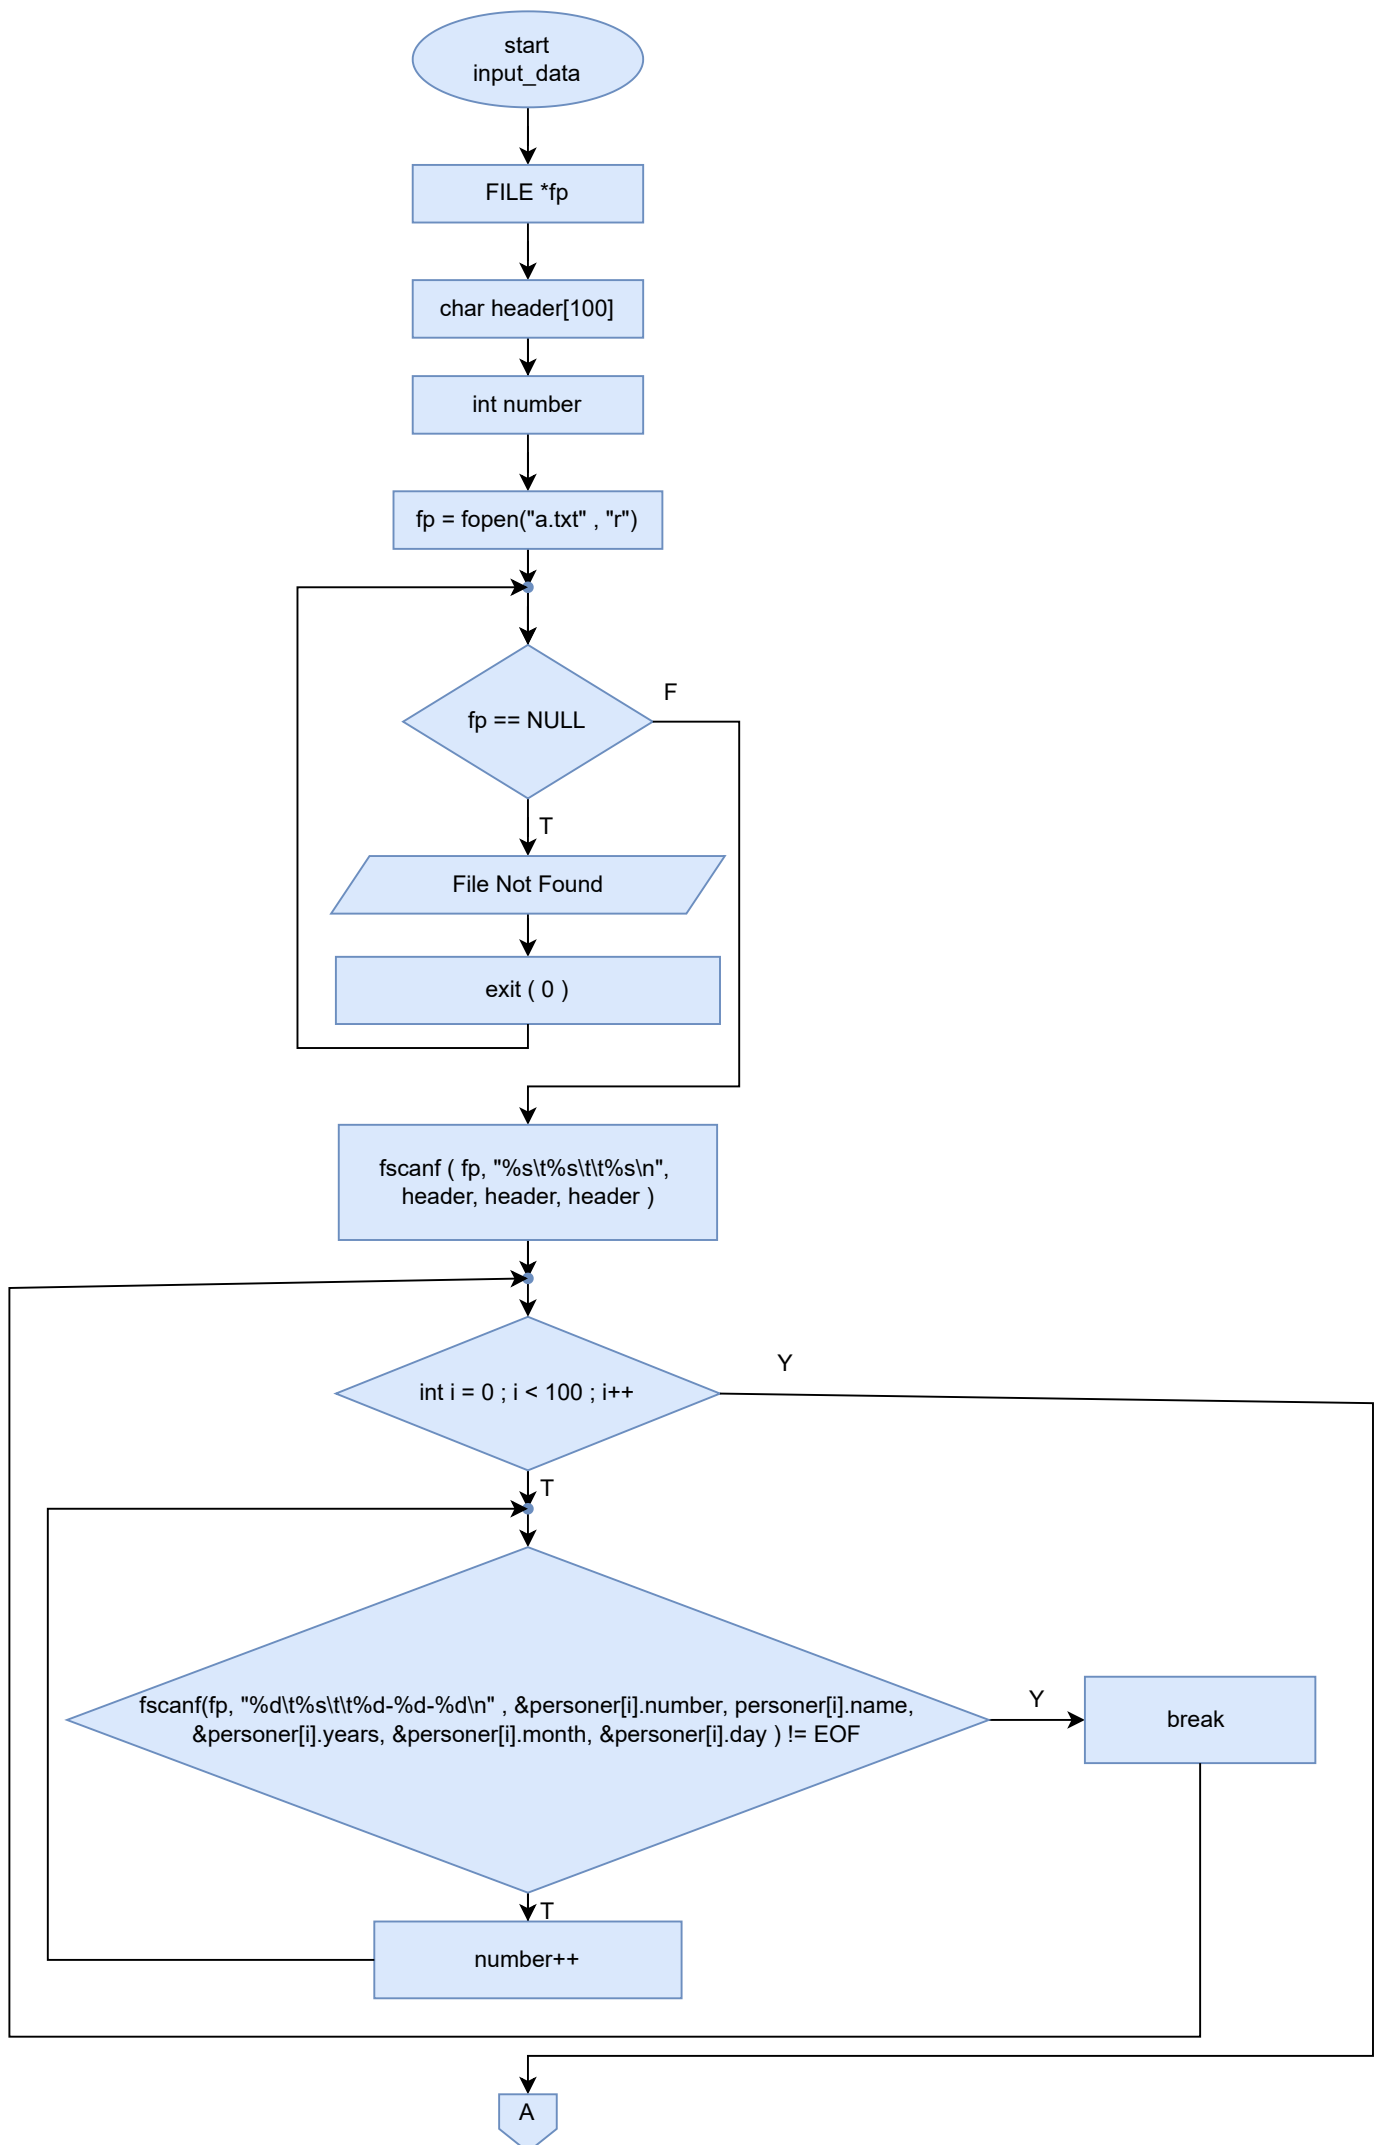 start
input_data
FILE *fp
char header[100]
int number
fp = fopen("a.txt" , "r")
F
fp == NULL
T
File Not Found
exit ( 0 )
fscanf ( fp, "%s\t%s\t\t%s\n",
header, header, header )
Y
int i = 0 ; i < 100 ; i++
T
fscanf(fp, "%d\t%s\t\t%d-%d-%d\n" , &personer[i].number, personer[i].name,
&personer[i].years, &personer[i].month, &personer[i].day ) != EOF
Y
break
T
number++
A